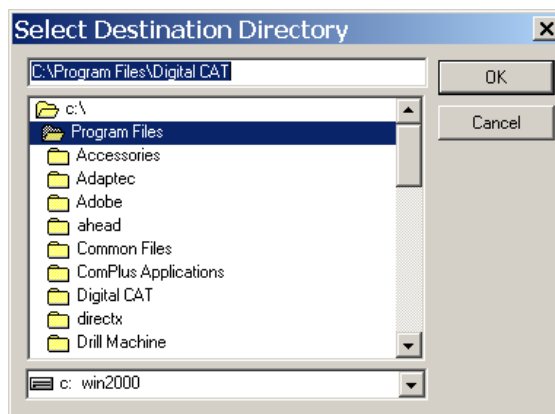 Select Destination Directory
C:\Program Files\Digital CAT
OK
c:\
Cancel
Program Files
Accessories
Adaptec
Adobe
ahead
Common Files
ComPlus Applications
Digital CAT
directx
Drill Machine
c: win2000